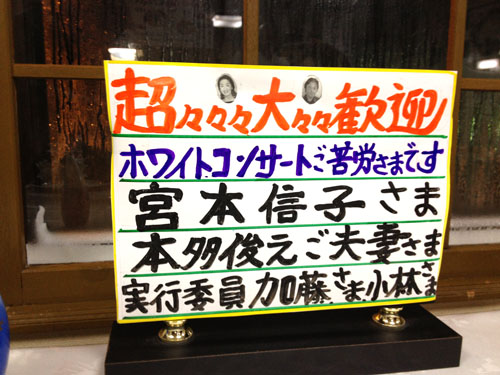 超々々々大々々歓迎
ホワイトコンサートご苦労さまです
宮本信子さま
本多俊之ご夫妻さま
実行委員加藤さま小林さま